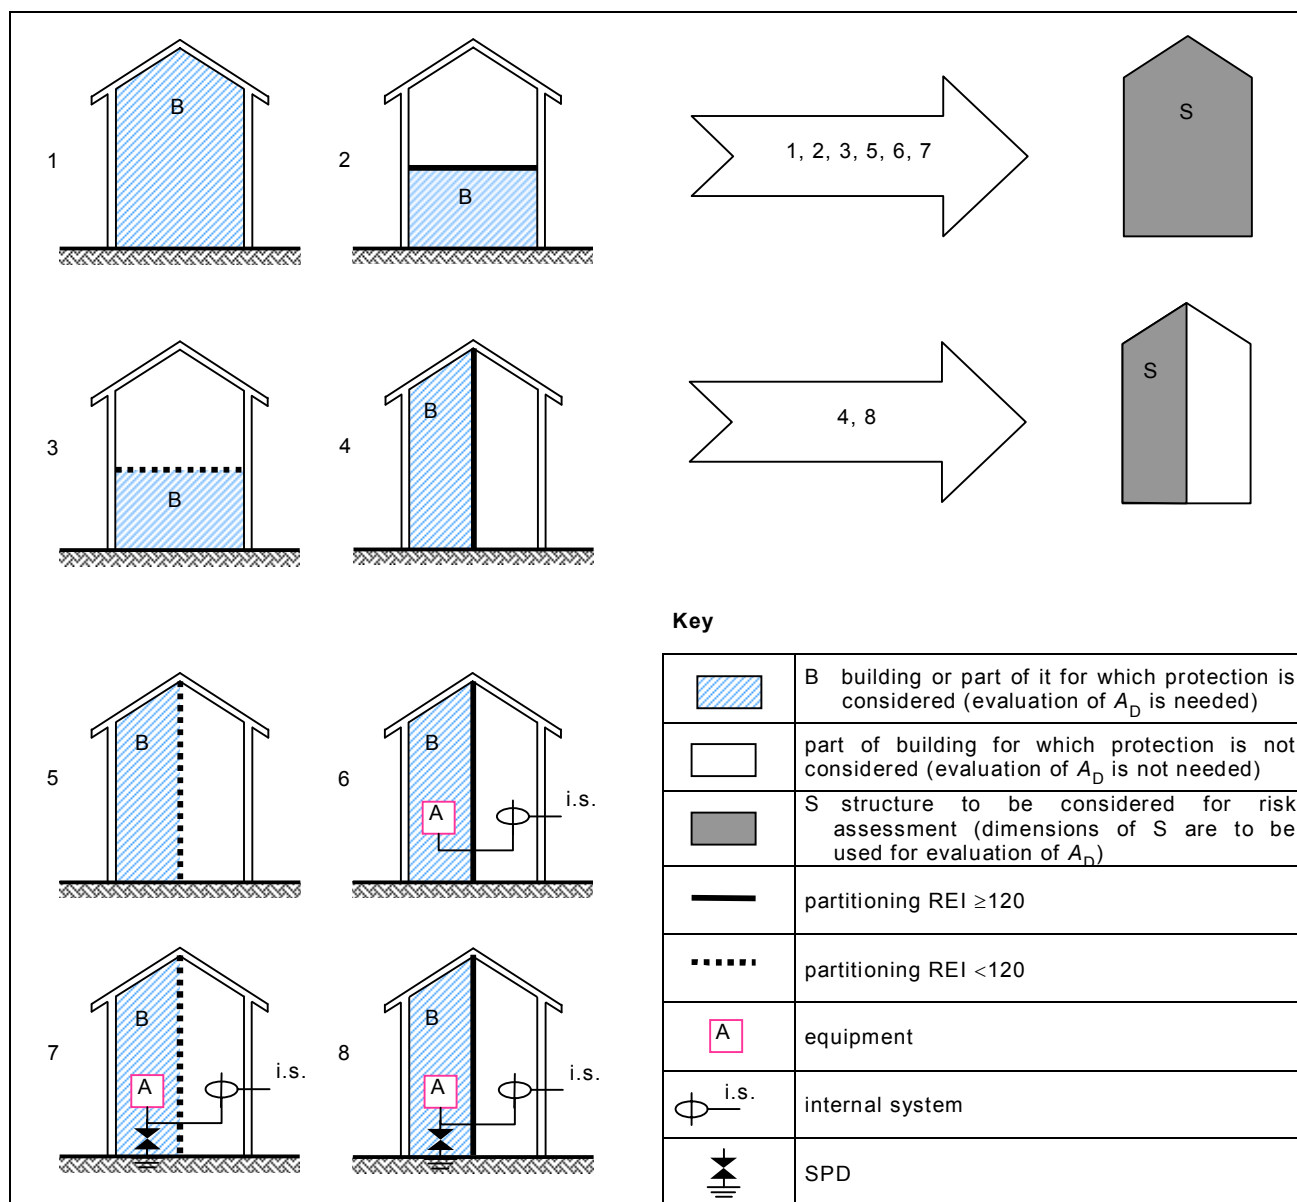 B
1
B
2
1, 2, 3, 5, 6, 7
S
B
3
B
4
4, 8
S
B
5
B
A
i.s.
6
B
A
i.s.
7
B
A
i.s.
8
Key
B building or part of it for which protection is
considered (evaluation of AD is needed)
part of building for which protection is not
considered (evaluation of AD is not needed)
S structure to be considered for risk
assessment (dimensions of S are to be
used for evaluation of AD)
partitioning REI ≥120
partitioning REI <120
A
equipment
i.s.
internal system
SPD